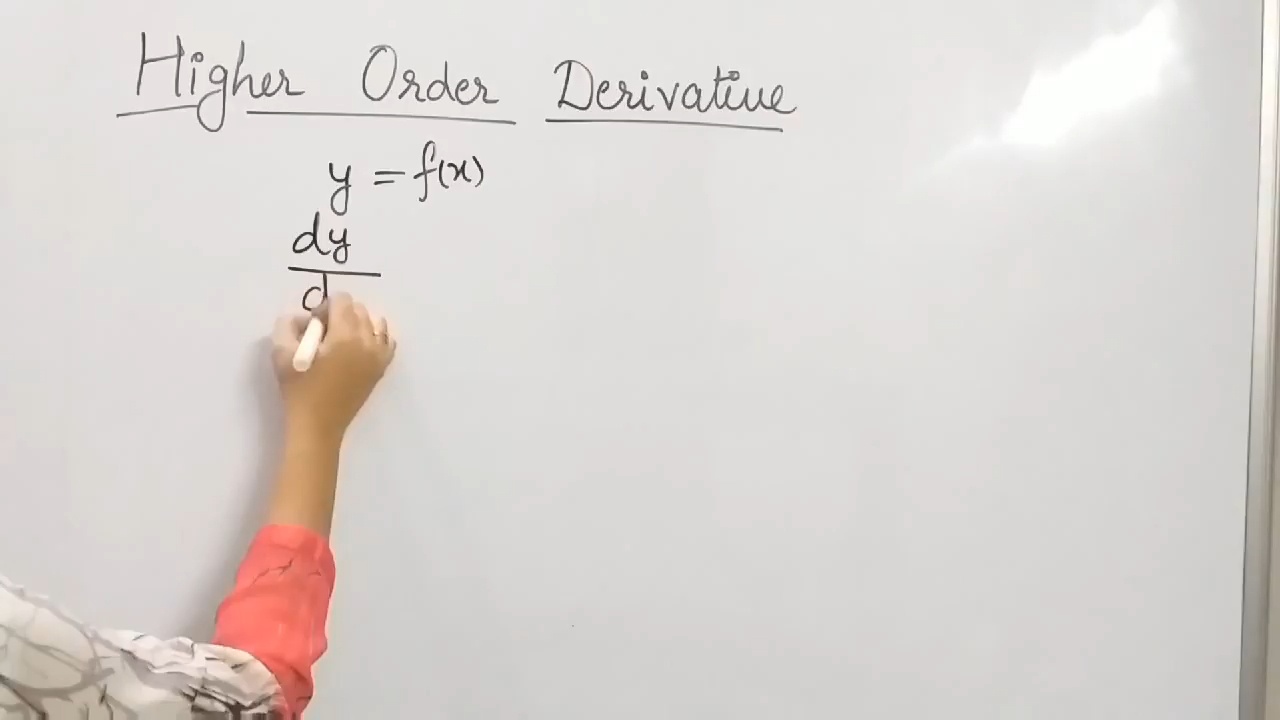 Higher Order Derivative
y = f(x)
dy
d